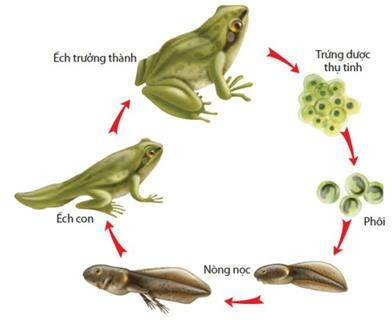 Ếch trưởng thành
Trứng được
thụ tinh
Phôi
Nòng nọc
Ếch con